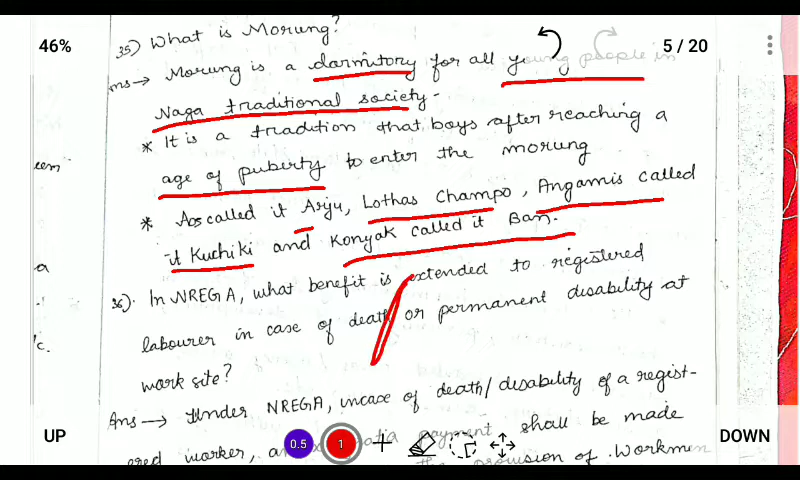 46%
5 / 20
35) What is Morung?
Ans → Morung is a darmitory for all young people in
Naga traditional society.
* It is a tradition that boys after reaching a
age of puberty to enter the morung
* Aos called it Arju, Lothas Champo, Angamis called
it Kuchiki and Konyak called it Ban.
36). In NREGA, what benefit is extended to registered
labourer in case of death or permanent disability at
work site?
Ans → Under NREGA, incase of death/disability of a regist-
ered worker, payment shall be made
the provision of Workmen
eem
a
c.
UP
0.5
1
DOWN